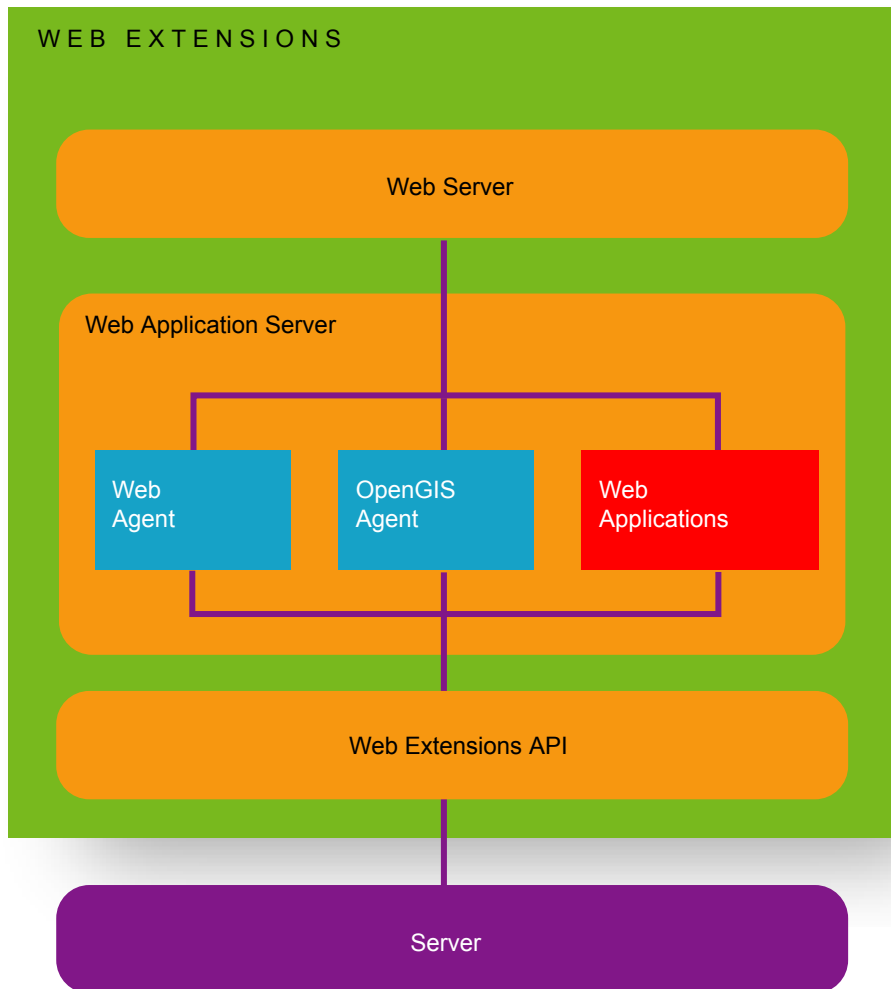 WEB EXTENSIONS
Web Server
Web Application Server
Web
Agent
OpenGIS
Agent
Web
Applications
Web Extensions API
Server